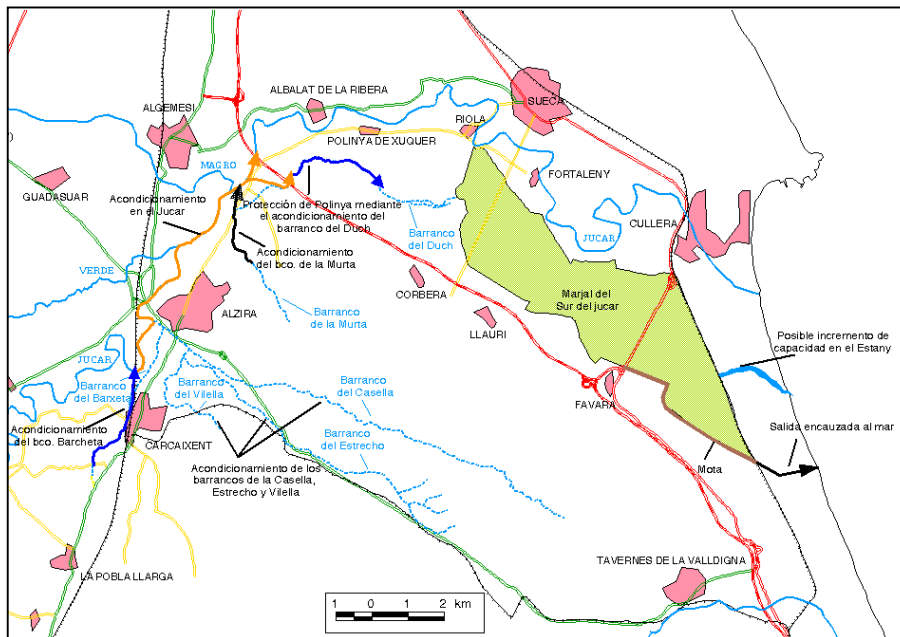 ALBALAT DE LA RIBERA
SUECA
ALGEMESI
RIOLA
POLINYA DE XUQUER
MAGRO
FORTALENY
GUADASUAR
Acondicionamiento
en el Jucar
Protección de Polinya mediante
el acondicionamiento del
barranco del Duch
Barranco
del Duch
JUCAR
CULLERA
Acondicionamiento
del bco. de la Murta
VERDE
CORBERA
Marjal del
Sur del jucar
ALZIRA
Barranco
de la Murta
LLAURI
Posible incremento de
capacidad en el Estany
JUCAR
Barranco
del Barxeta
Barranco
del Vilella
Barranco
del Casella
FAVARA
Acondicionamiento
del bco. Barcheta
CARCAIXENT
Barranco
del Estrecho
Salida encauzada al mar
Acondicionamiento de los
barrancos de la Casella,
Estrecho y Vilella
Mota
TAVERNES DE LA VALLDIGNA
LA POBLA LLARGA
1 0 1 2 km